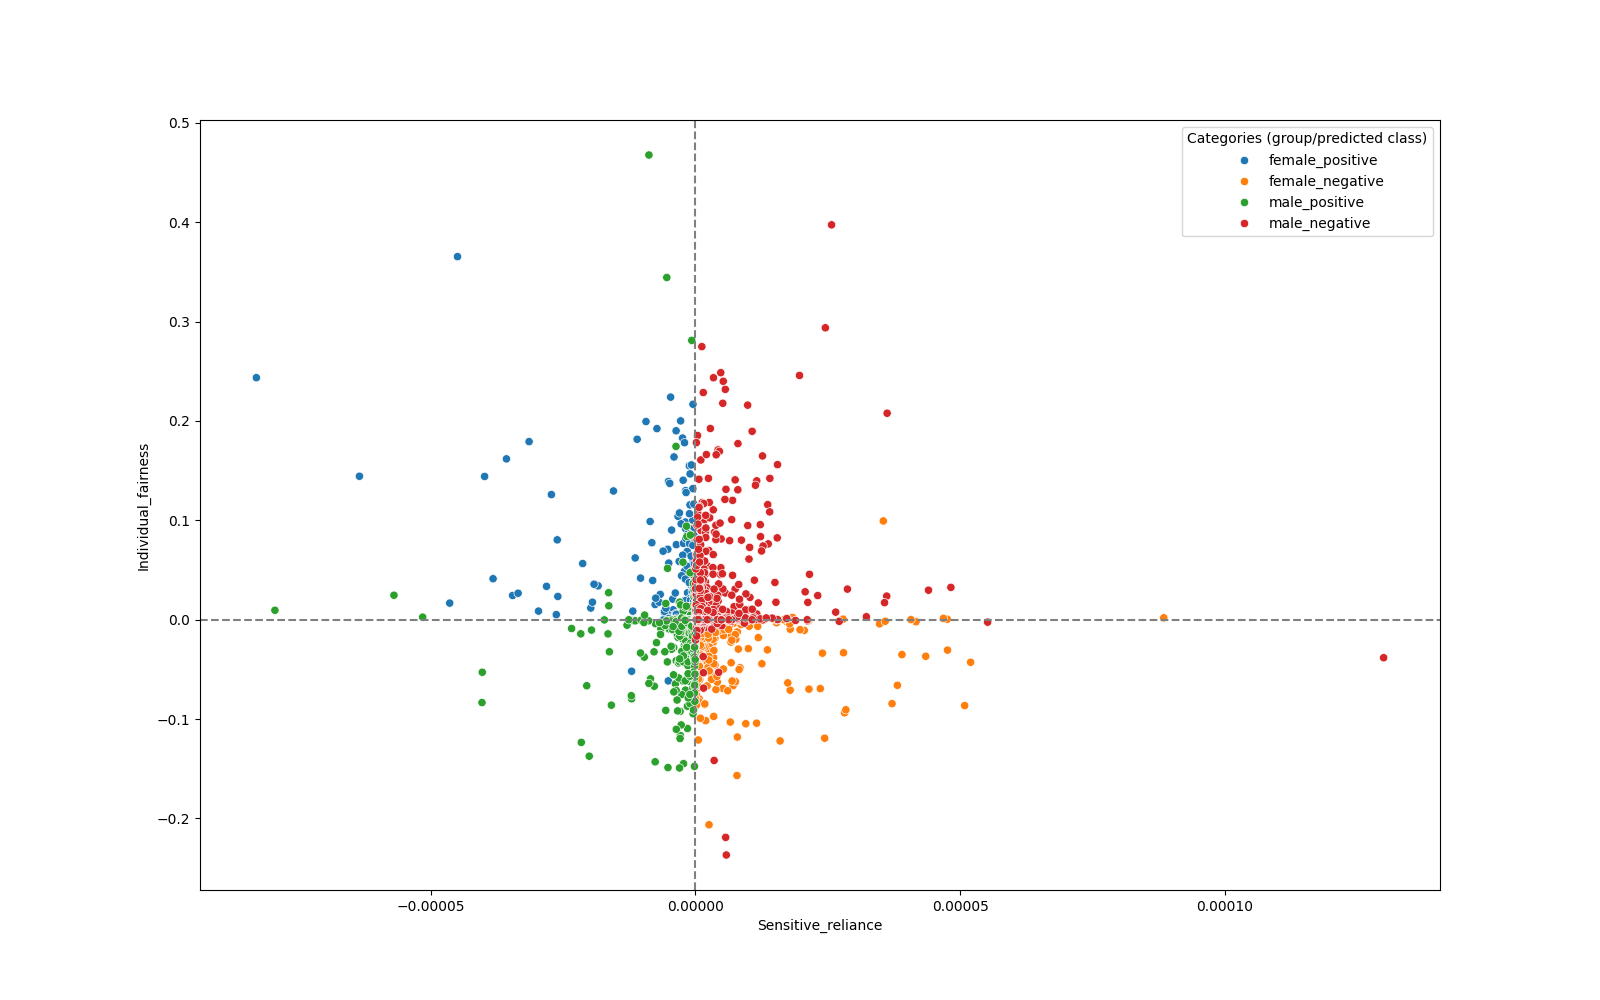 Categories (group/predicted class)
female_positive
female_negative
male_positive
male_negative
0.5
0.4
0.3
0.2
0.1
0.0
−0.1
−0.2
Individual_fairness
−0.00005
0.00000
0.00005
0.00010
Sensitive_reliance